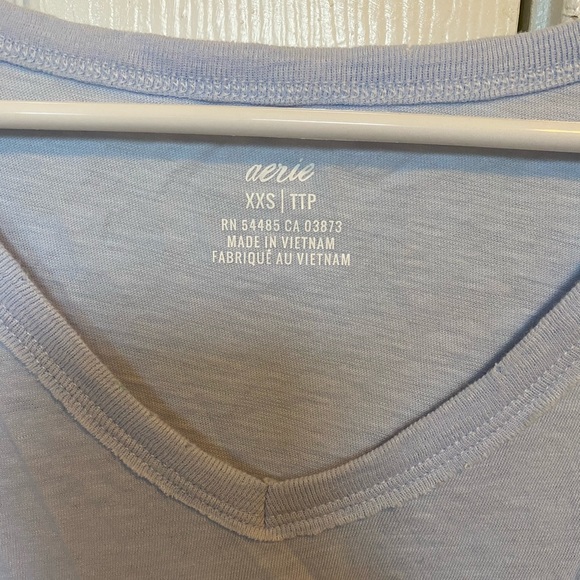 aerie
XXS | TTP
RN 54485 CA 03873
MADE IN VIETNAM
FABRIQUÉ AU VIETNAM